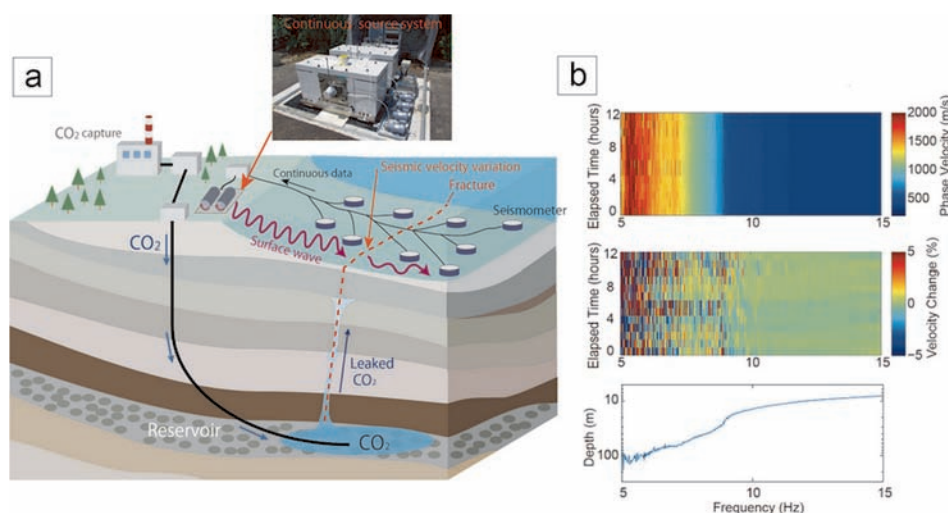 a
Continuous source system
CO₂ capture
Seismic velocity variation
Fracture
Continuous data
Seismometer
CO₂
Surface wave
Leaked
CO₂
Reservoir
CO₂
b
12
8
4
0
Elapsed Time (hours)
5
10
15
2000
1500
1000
500
Phase Velocity (m/s)
12
8
4
0
Elapsed Time (hours)
5
10
15
5
0
−5
Velocity Change (%)
10
100
Depth (m)
5
10
15
Frequency (Hz)